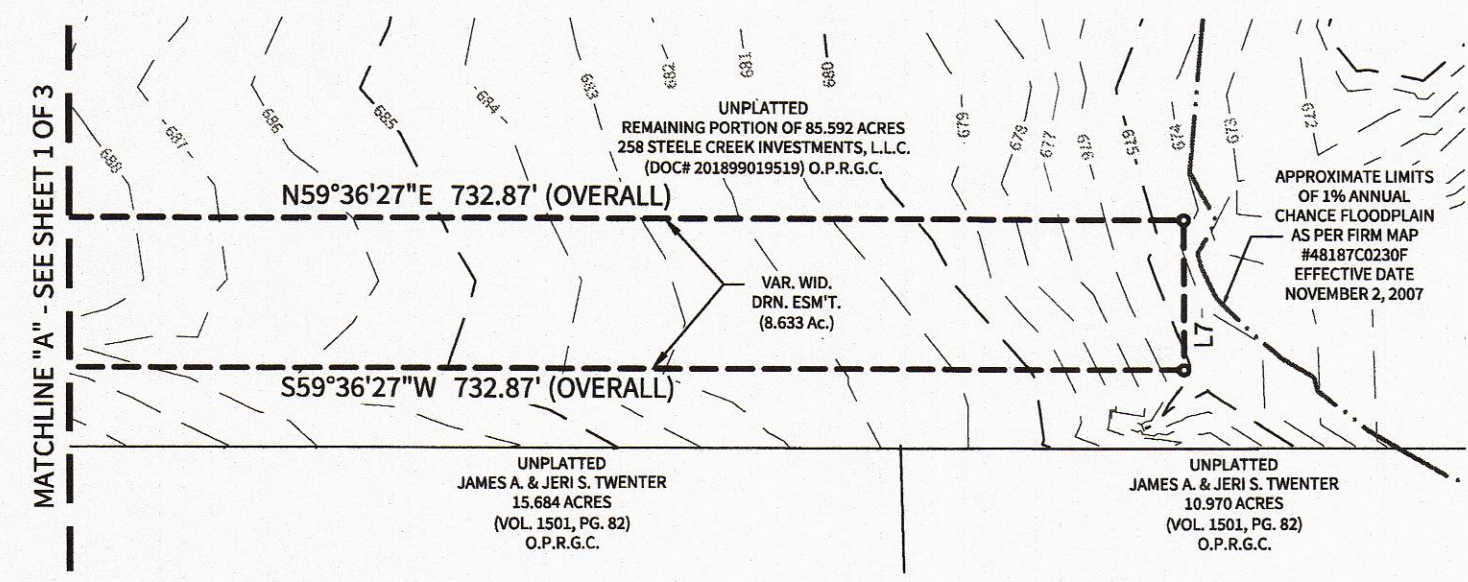 MATCHLINE "A" - SEE SHEET 1 OF 3
688
687
686
685
684
683
682
681
680
679
679
677
676
675
674
673
672
UNPLATTED
REMAINING PORTION OF 85.592 ACRES
258 STEELE CREEK INVESTMENTS, L.L.C.
(DOC# 201899019519) O.P.R.G.C.
N59°36'27"E 732.87' (OVERALL)
APPROXIMATE LIMITS
OF 1% ANNUAL
CHANCE FLOODPLAIN
AS PER FIRM MAP
#48187C0230F
EFFECTIVE DATE
NOVEMBER 2, 2007
VAR. WID.
DRN. ESM'T.
(8.633 Ac.)
L7
S59°36'27"W 732.87' (OVERALL)
UNPLATTED
JAMES A. & JERI S. TWENTER
15.684 ACRES
(VOL. 1501, PG. 82)
O.P.R.G.C.
UNPLATTED
JAMES A. & JERI S. TWENTER
10.970 ACRES
(VOL. 1501, PG. 82)
O.P.R.G.C.